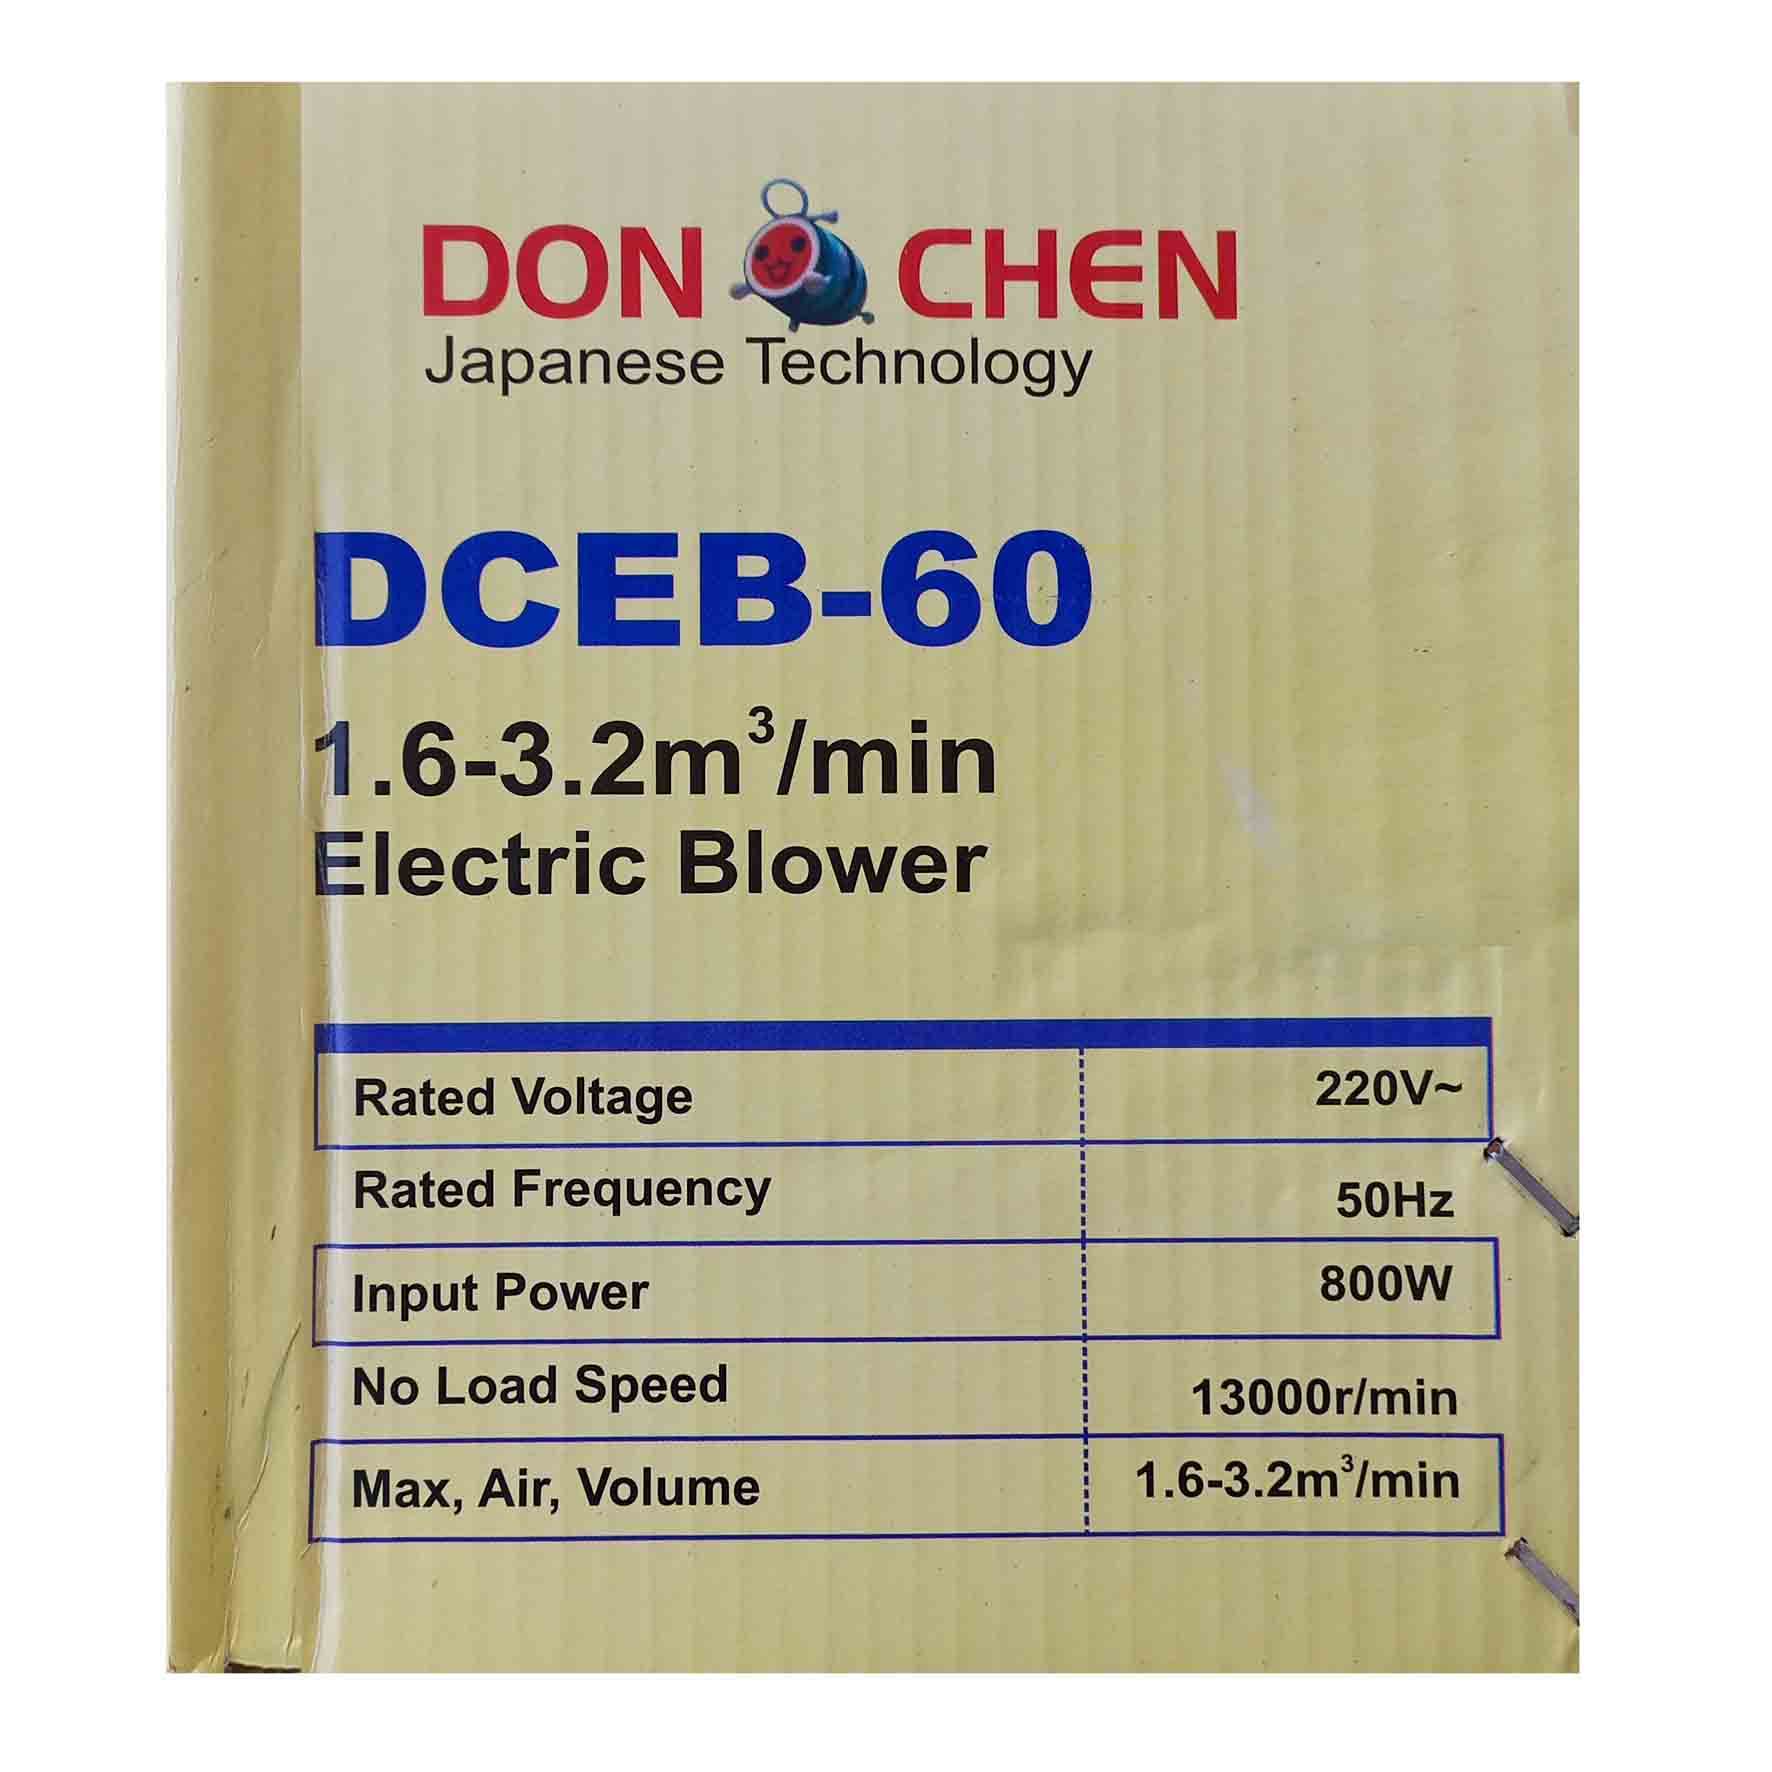 DON CHEN
Japanese Technology
DCEB-60
1.6-3.2m³/min
Electric Blower
Rated Voltage 220V~
Rated Frequency 50Hz
Input Power 800W
No Load Speed 13000r/min
Max, Air, Volume 1.6-3.2m³/min